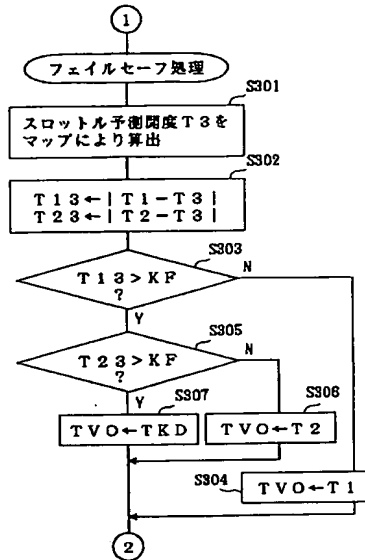 1
フェイルセーフ処理
S301
スロットル予測開度T3を
マップにより算出
S302
T13←|T1-T3|
T23←|T2-T3|
S303
T13>KF
?
N
Y
S305
T23>KF
?
N
Y
S307
TVO←TKD
S306
TVO←T2
S304
TVO←T1
2